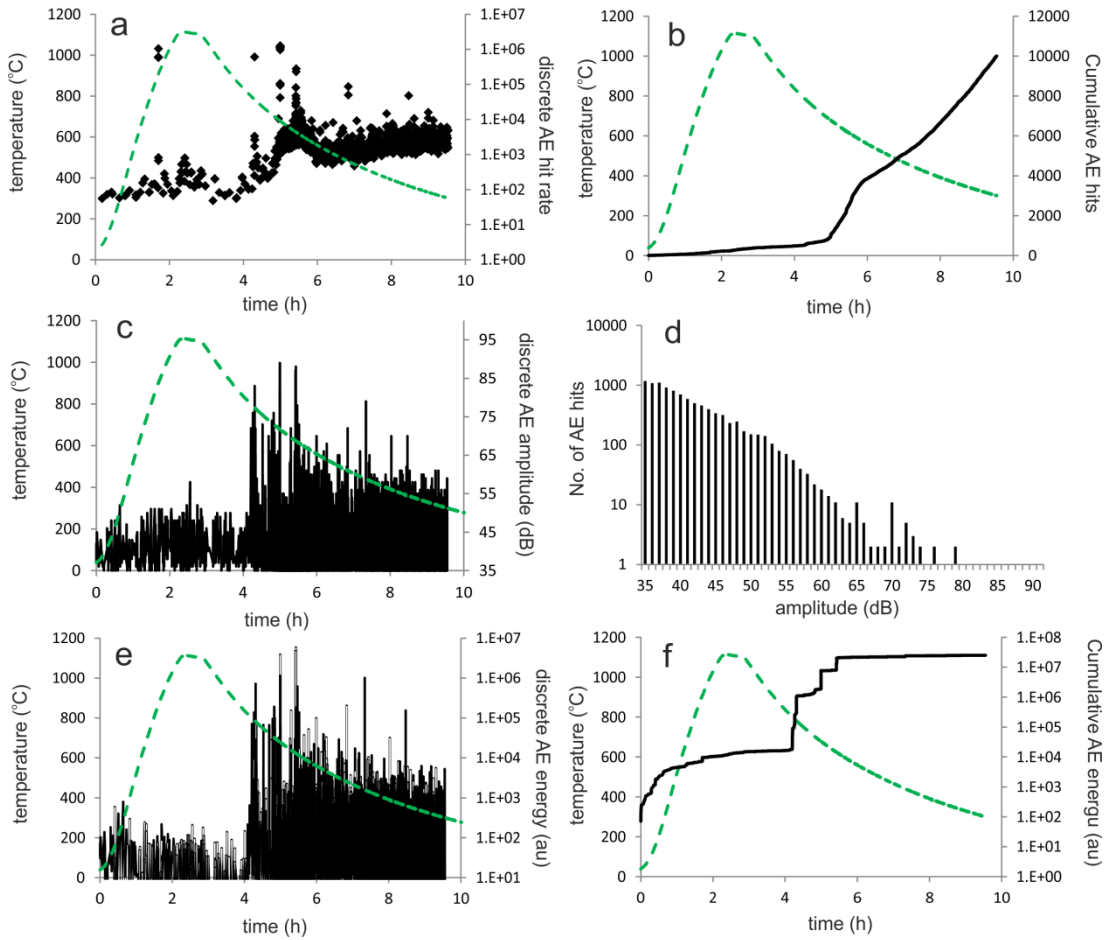 a
1200
1000
800
600
400
200
0
temperature (°C)
0 2 4 6 8 10
time (h)
1.E+07
1.E+06
1.E+05
1.E+04
1.E+03
1.E+02
1.E+01
1.E+00
discrete AE hit rate
b
1200
1000
800
600
400
200
0
temperature (°C)
0 2 4 6 8 10
time (h)
12000
10000
8000
6000
4000
2000
0
Cumulative AE hits
c
1200
1000
800
600
400
200
0
temperature (°C)
0 2 4 6 8 10
time (h)
95
85
75
65
55
45
35
discrete AE amplitude (dB)
d
10000
1000
100
10
1
No. of AE hits
35 40 45 50 55 60 65 70 75 80 85 90
amplitude (dB)
e
1200
1000
800
600
400
200
0
temperature (°C)
0 2 4 6 8 10
time (h)
1.E+07
1.E+06
1.E+05
1.E+04
1.E+03
1.E+02
1.E+01
discrete AE energy (au)
f
1200
1000
800
600
400
200
0
temperature (°C)
0 2 4 6 8 10
time (h)
1.E+08
1.E+07
1.E+06
1.E+05
1.E+04
1.E+03
1.E+02
1.E+01
1.E+00
Cumulative AE energu (au)